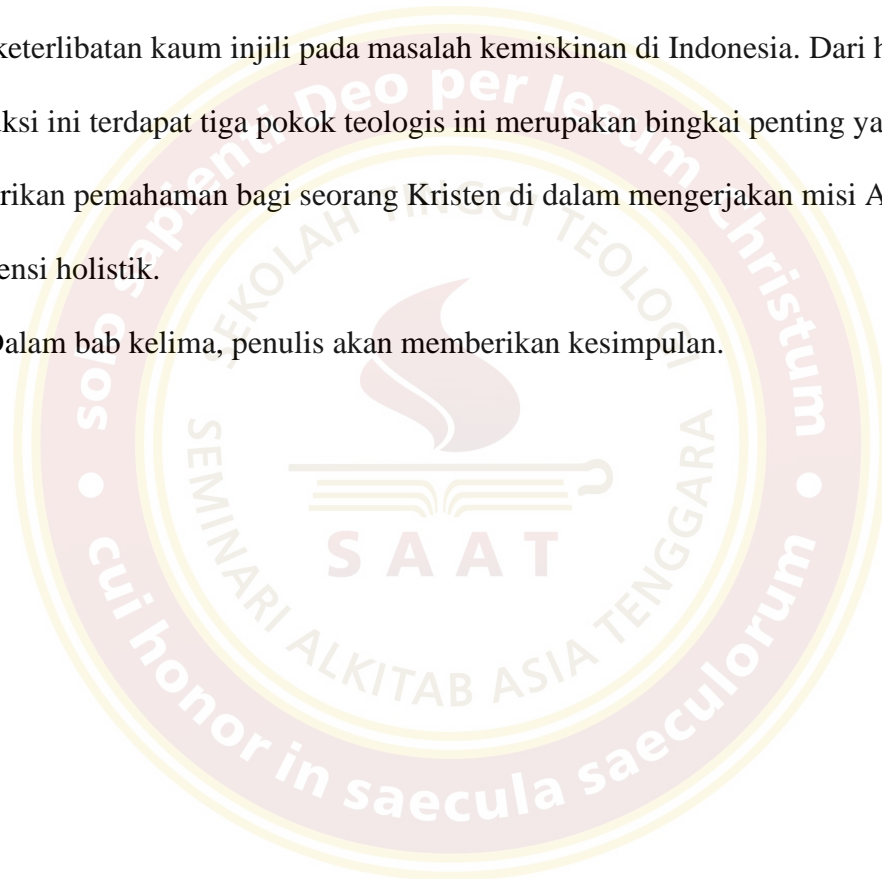 keterlibatan kaum injili pada masalah kemiskinan di Indonesia. Dari h
ksi ini terdapat tiga pokok teologis ini merupakan bingkai penting ya
rikan pemahaman bagi seorang Kristen di dalam mengerjakan misi A
ensi holistik.
Dalam bab kelima, penulis akan memberikan kesimpulan.
solo sapienti Deo per Iesum Christum
cui honor in saecula saeculorum
SEKOLAH TINGGI TEOLOGI
SEMINARI ALKITAB ASIA TENGGARA
SAAT